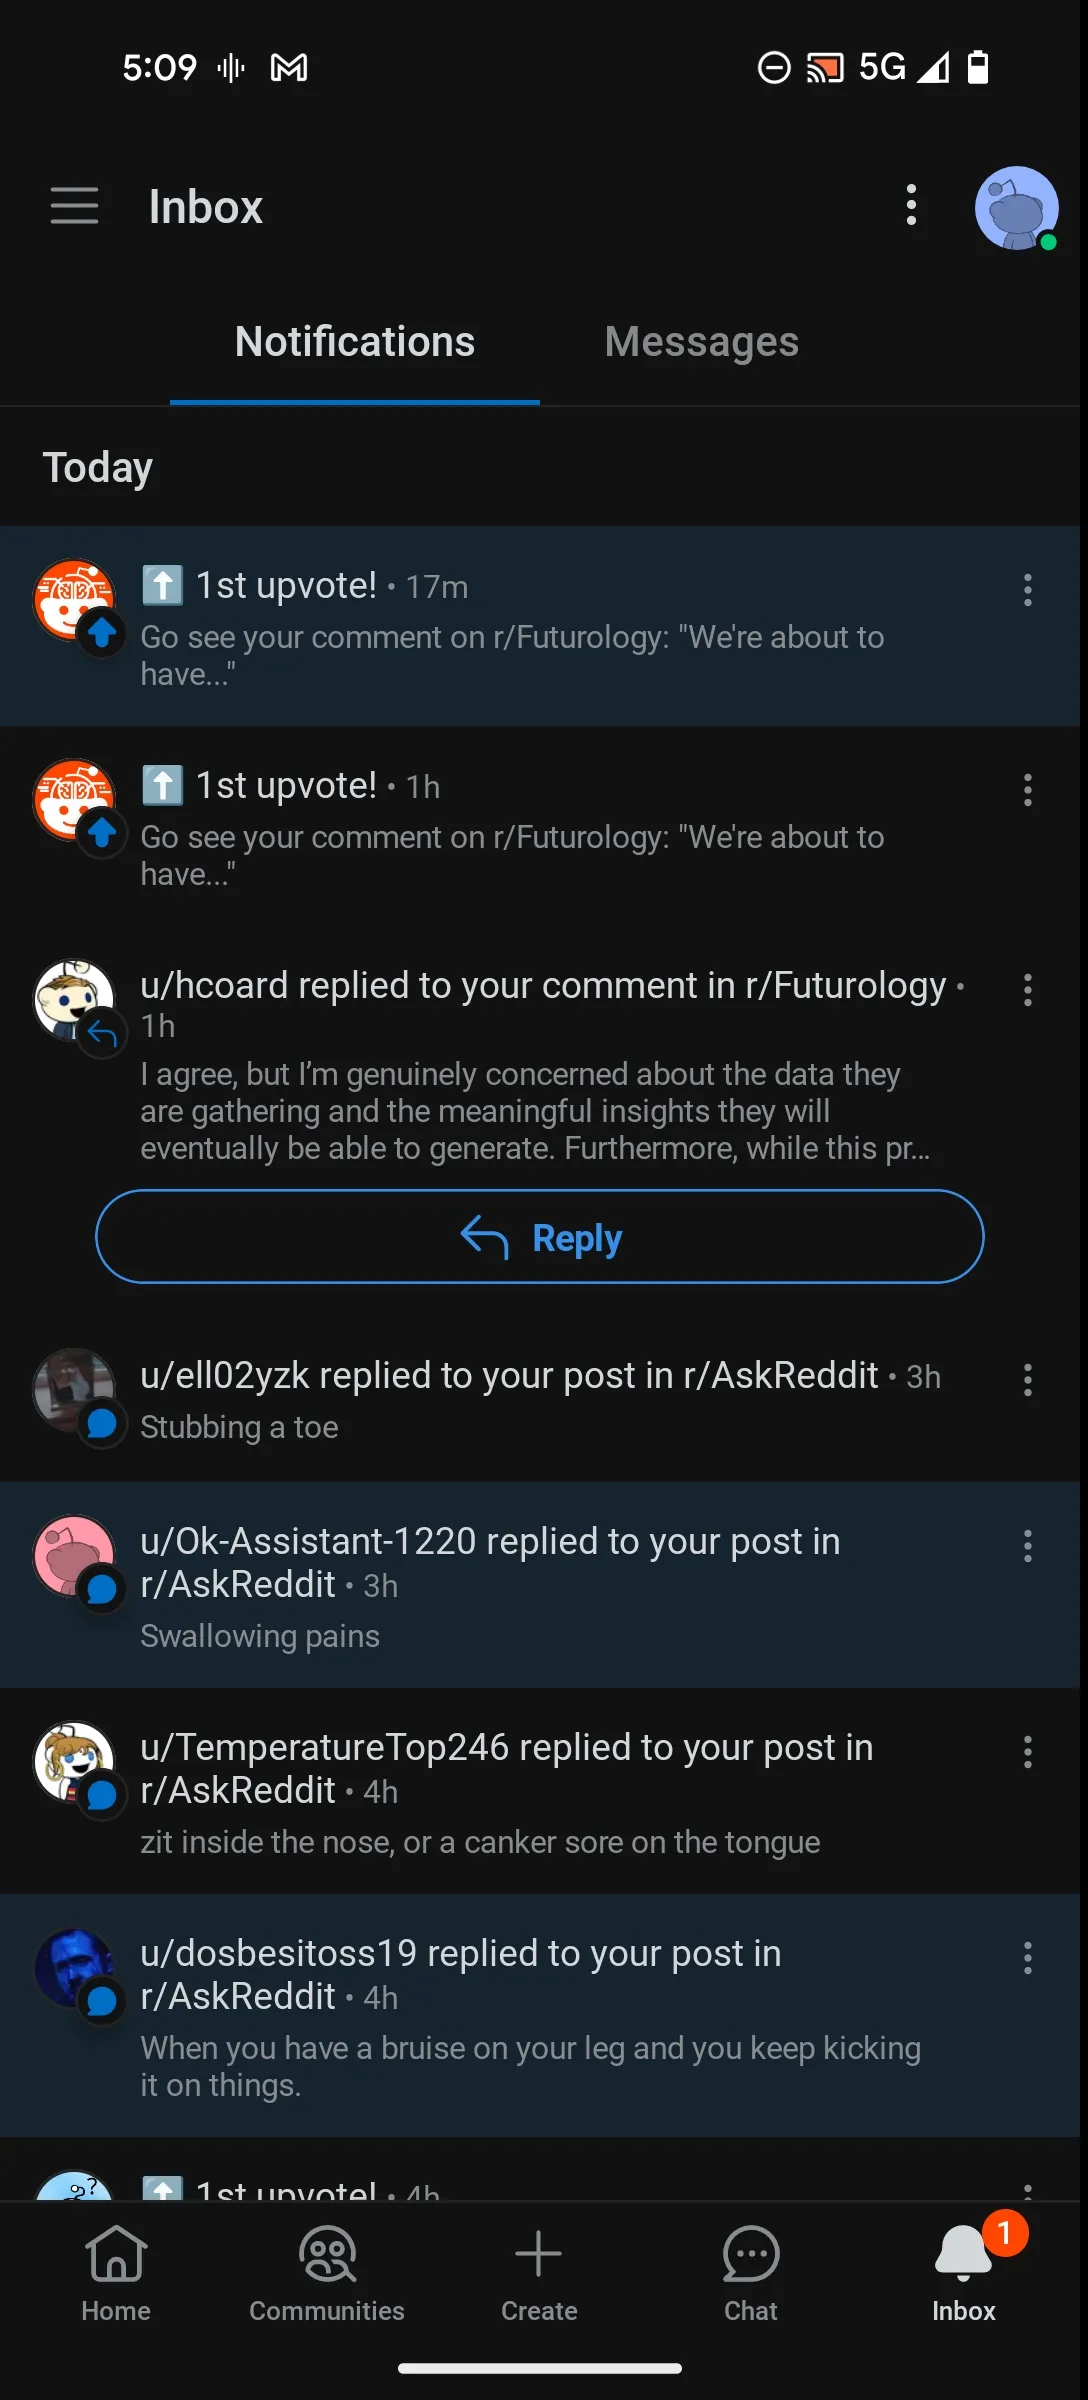 5:09
5G
Inbox
Notifications
Messages
Today
1st upvote! • 17m
Go see your comment on r/Futurology: "We're about to
have..."
1st upvote! • 1h
Go see your comment on r/Futurology: "We're about to
have..."
u/hcoard replied to your comment in r/Futurology •
1h
I agree, but I’m genuinely concerned about the data they
are gathering and the meaningful insights they will
eventually be able to generate. Furthermore, while this pr...
Reply
u/ell02yzk replied to your post in r/AskReddit • 3h
Stubbing a toe
u/Ok-Assistant-1220 replied to your post in
r/AskReddit • 3h
Swallowing pains
u/TemperatureTop246 replied to your post in
r/AskReddit • 4h
zit inside the nose, or a canker sore on the tongue
u/dosbesitoss19 replied to your post in
r/AskReddit • 4h
When you have a bruise on your leg and you keep kicking
it on things.
1st upvote! • 4h
1
Home
Communities
Create
Chat
Inbox